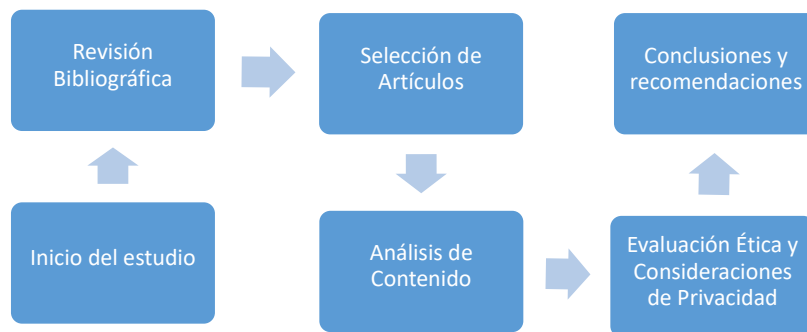 Inicio del estudio
Revisión
Bibliográfica
Selección de
Artículos
Análisis de
Contenido
Evaluación Ética y
Consideraciones
de Privacidad
Conclusiones y
recomendaciones